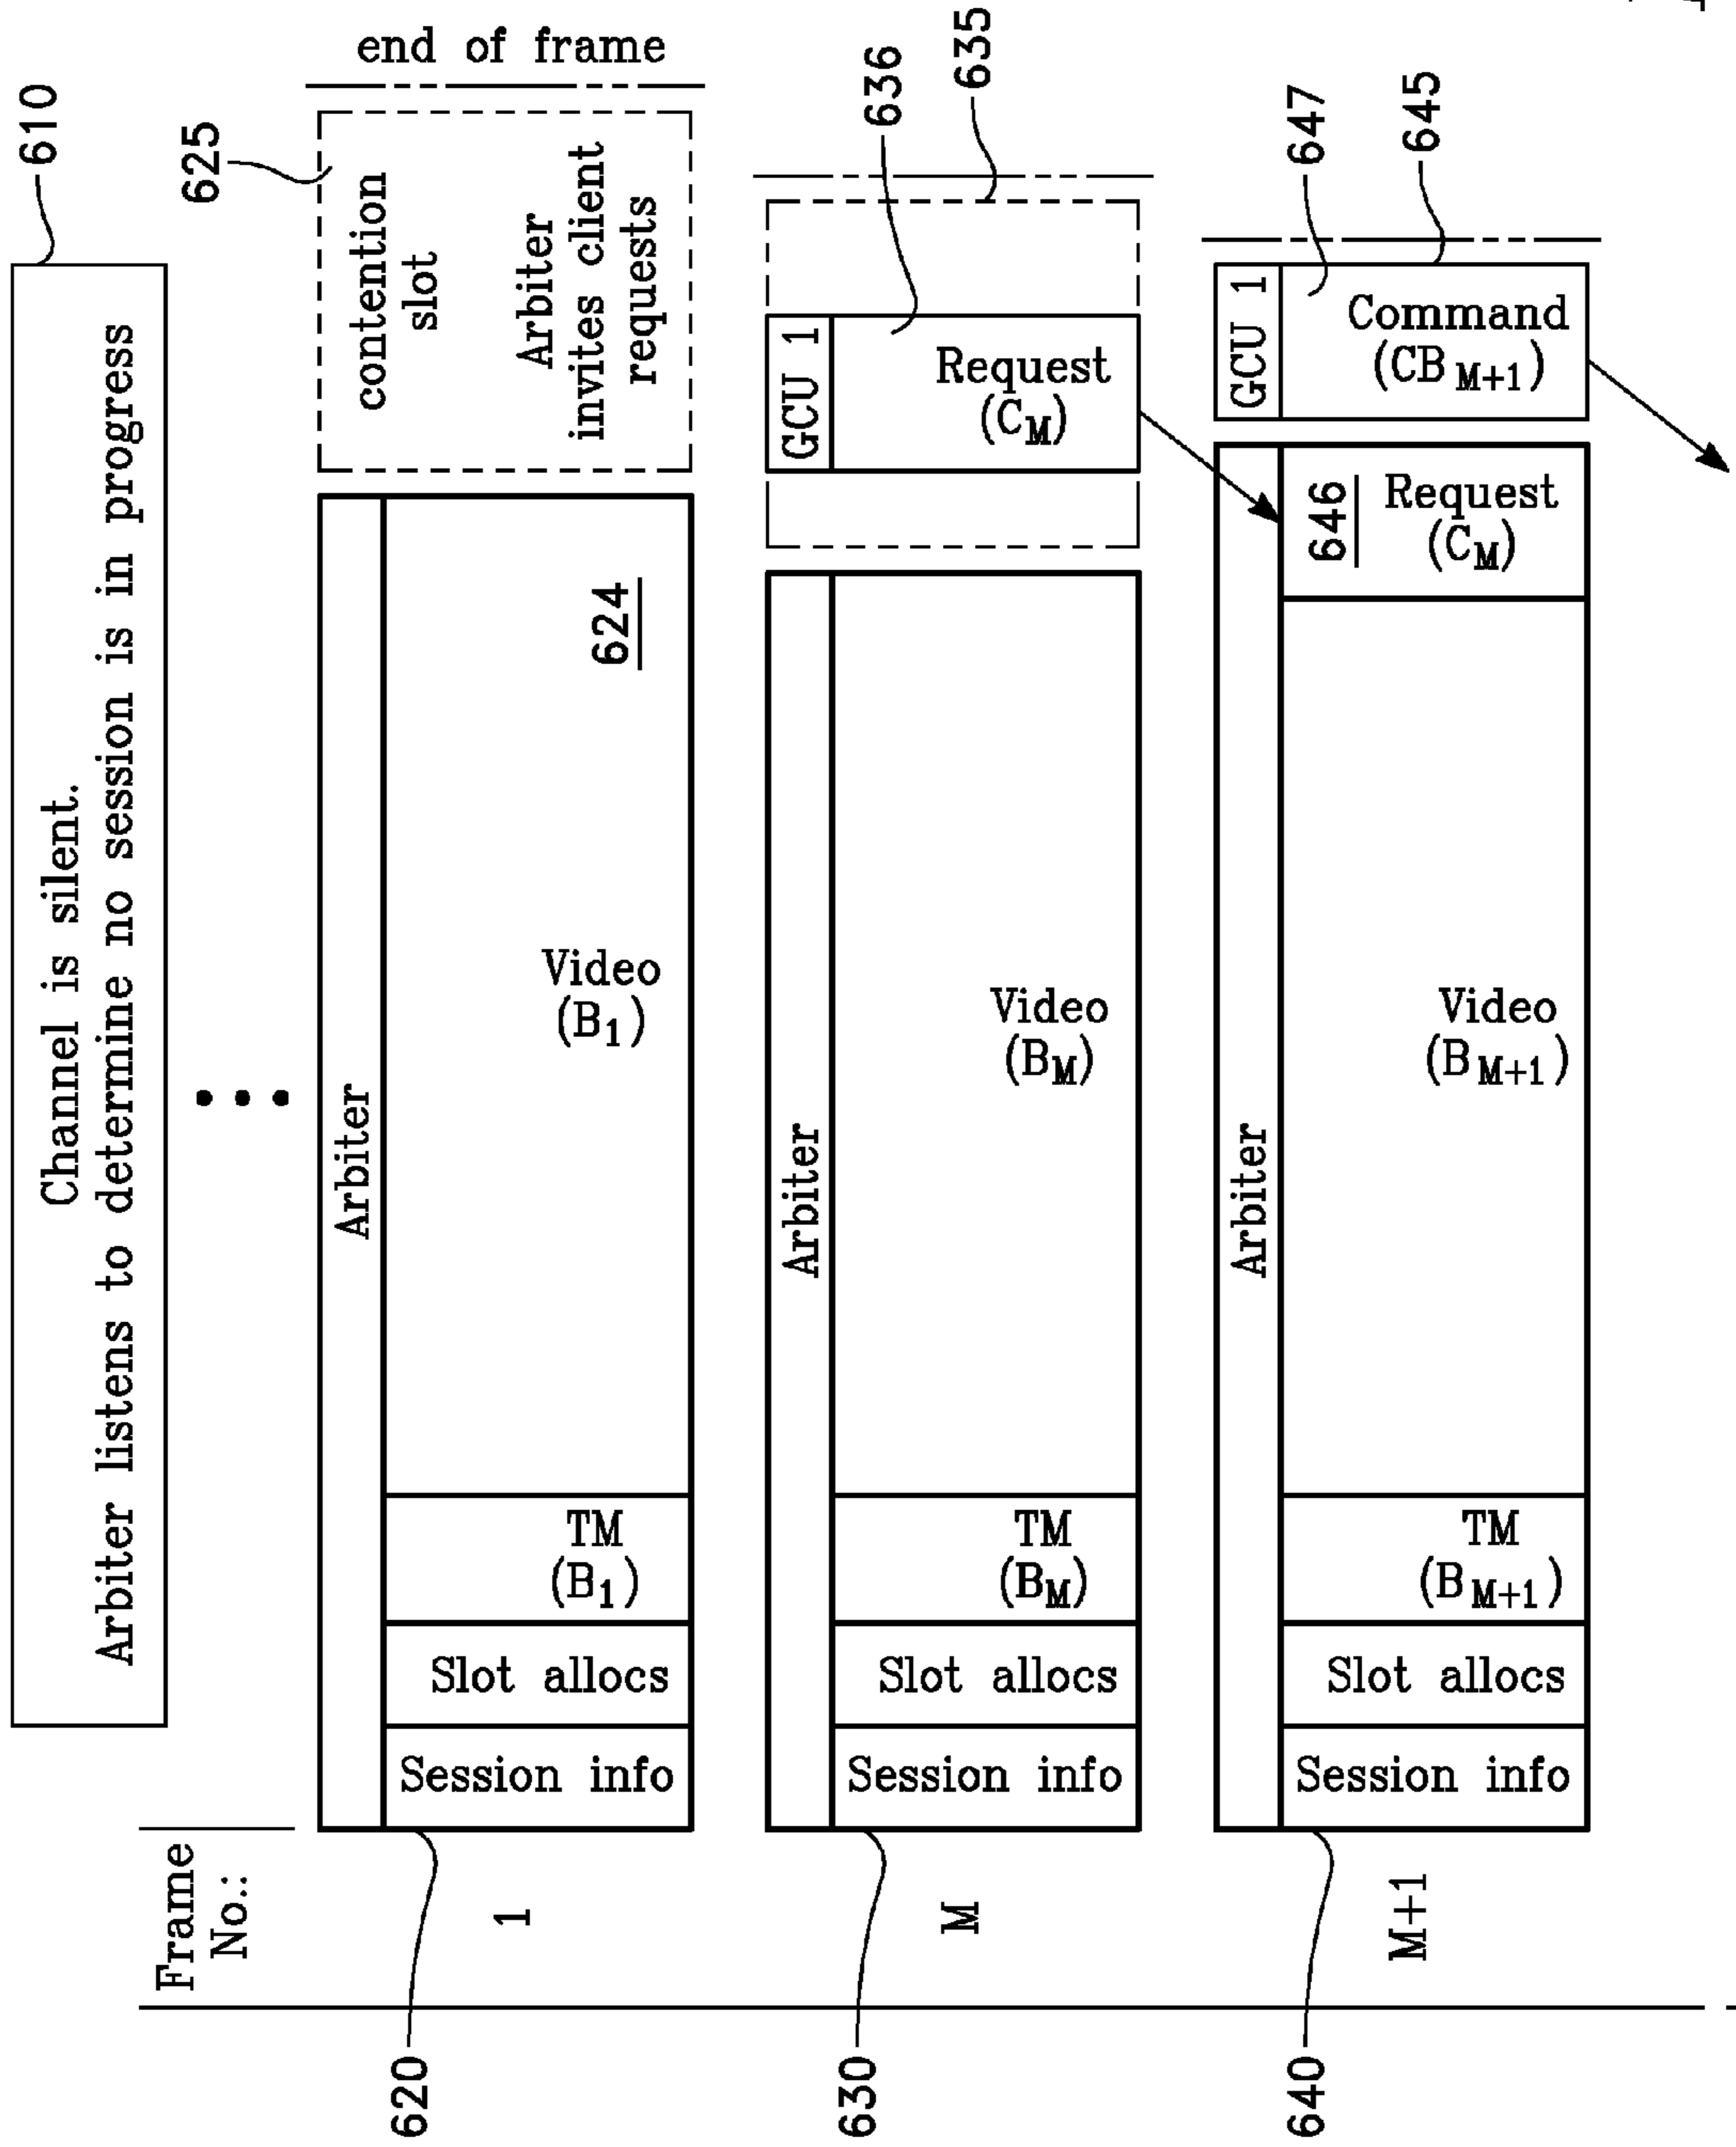 610
Channel is silent.
Arbiter listens to determine no session is in progress
Frame
No.:
625
end of frame
620
1
Arbiter
Session info
Slot allocs
TM
(B1)
Video
(B1)
624
contention
slot
Arbiter
invites client
requests
630
M
Arbiter
Session info
Slot allocs
TM
(BM)
Video
(BM)
GCU 1
Request
(CM)
636
635
640
M+1
Arbiter
Session info
Slot allocs
TM
(BM+1)
Video
(BM+1)
646
Request
(CM)
GCU 1
Command
(CBM+1)
647
645